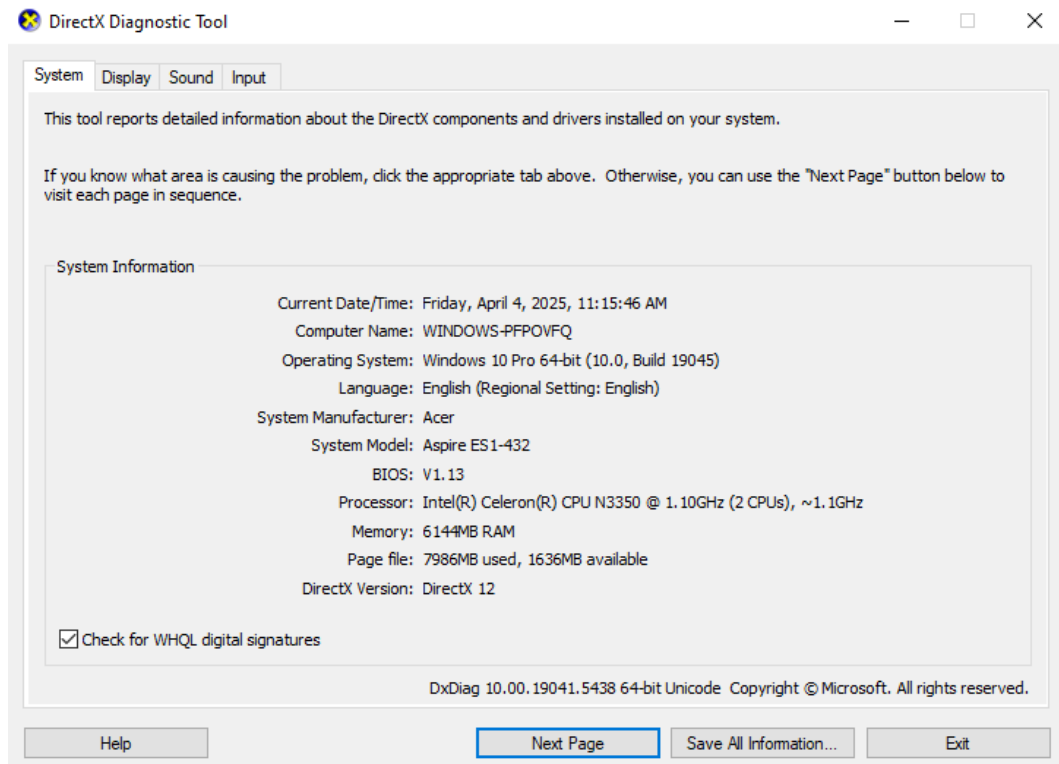 DirectX Diagnostic Tool
System Display Sound Input
This tool reports detailed information about the DirectX components and drivers installed on your system.
If you know what area is causing the problem, click the appropriate tab above.  Otherwise, you can use the "Next Page" button below to
visit each page in sequence.
System Information
Current Date/Time: Friday, April 4, 2025, 11:15:46 AM
Computer Name: WINDOWS-PFPOVFQ
Operating System: Windows 10 Pro 64-bit (10.0, Build 19045)
Language: English (Regional Setting: English)
System Manufacturer: Acer
System Model: Aspire ES1-432
BIOS: V1.13
Processor: Intel(R) Celeron(R) CPU N3350 @ 1.10GHz (2 CPUs), ~1.1GHz
Memory: 6144MB RAM
Page file: 7986MB used, 1636MB available
DirectX Version: DirectX 12
Check for WHQL digital signatures
DxDiag 10.00.19041.5438 64-bit Unicode  Copyright © Microsoft. All rights reserved.
Help Next Page Save All Information... Exit